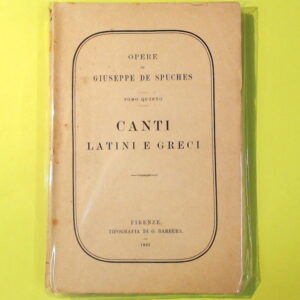 OPERE
DI
GIUSEPPE DE SPUCHES
TOMO QUINTO
CANTI
LATINI E GRECI
FIRENZE,
TIPOGRAFIA DI G. BARBÈRA.